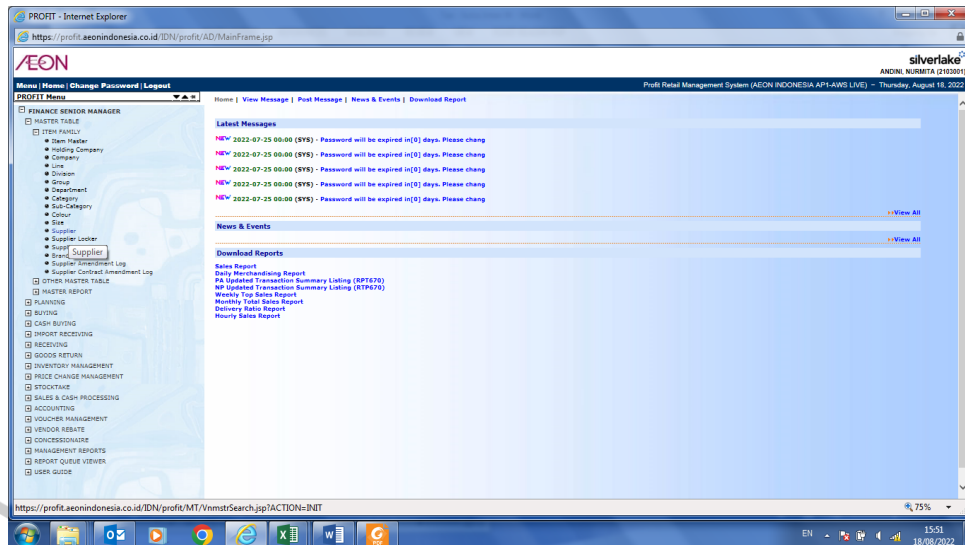 PROFIT - Internet Explorer
https://profit.aeonindonesia.co.id/IDN/profit/AD/MainFrame.jsp
ÆON
silverlake
ANDINI, NURMITA (2103001)
Menu | Home | Change Password | Logout
Profit Retail Management System (AEON INDONESIA AP1-AWS LIVE) - Thursday, August 18, 2022
PROFIT Menu
Home | View Message | Post Message | News & Events | Download Report
FINANCE SENIOR MANAGER
MASTER TABLE
ITEM FAMILY
Item Master
Holding Company
Company
Line
Division
Group
Department
Category
Sub-Category
Colour
Size
Supplier
Supplier Locker
Suppl
Supplier
Brand
Supplier Amendment Log
Supplier Contract Amendment Log
OTHER MASTER TABLE
MASTER REPORT
PLANNING
BUYING
CASH BUYING
IMPORT RECEIVING
RECEIVING
GOODS RETURN
INVENTORY MANAGEMENT
PRICE CHANGE MANAGEMENT
STOCKTAKE
SALES & CASH PROCESSING
ACCOUNTING
VOUCHER MANAGEMENT
VENDOR REBATE
CONCESSIONAIRE
MANAGEMENT REPORTS
REPORT QUEUE VIEWER
USER GUIDE
Latest Messages
NEW 2022-07-25 00:00 (SYS) - Password will be expired in[0] days. Please chang
NEW 2022-07-25 00:00 (SYS) - Password will be expired in[0] days. Please chang
NEW 2022-07-25 00:00 (SYS) - Password will be expired in[0] days. Please chang
NEW 2022-07-25 00:00 (SYS) - Password will be expired in[0] days. Please chang
NEW 2022-07-25 00:00 (SYS) - Password will be expired in[0] days. Please chang
View All
News & Events
View All
Download Reports
Sales Report
Daily Merchandising Report
PA Updated Transaction Summary Listing (RPT670)
NP Updated Transaction Summary Listing (RTP670)
Weekly Top Sales Report
Monthly Total Sales Report
Delivery Ratio Report
Hourly Sales Report
https://profit.aeonindonesia.co.id/IDN/profit/MT/VnmstrSearch.jsp?ACTION=INIT
75%
PDF
EN
15:51
18/08/2022